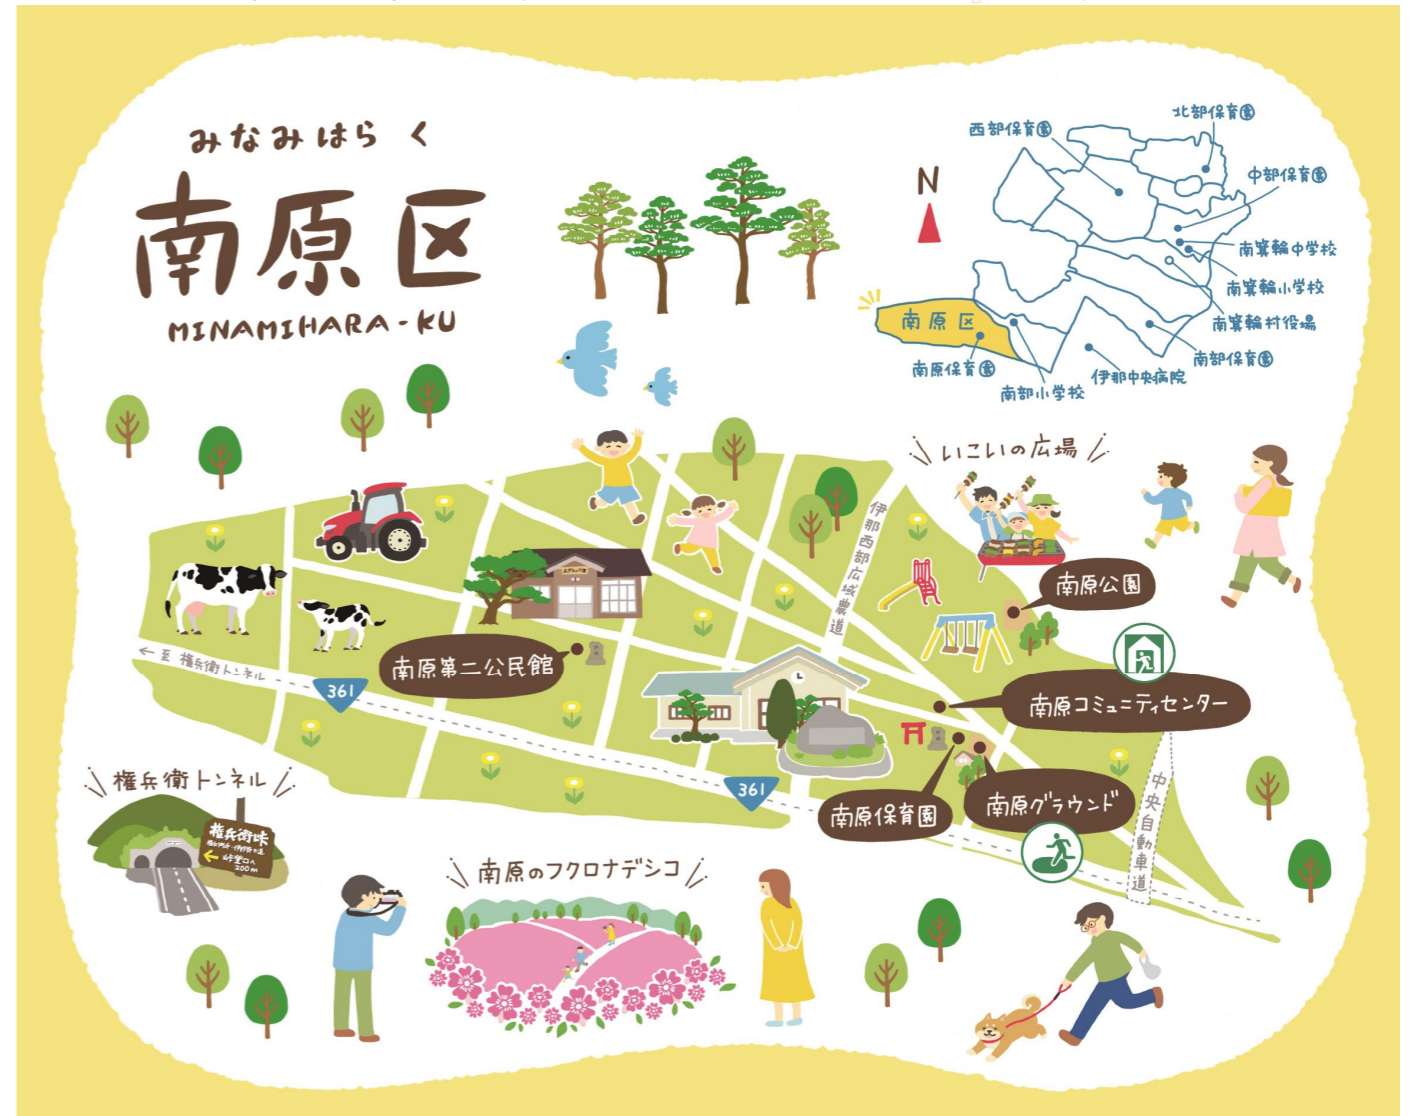 みなみはら く
南原区
MINAMIHARA-KU
N
北部保育園
西部保育園
中部保育園
南箕輪中学校
南箕輪小学校
南箕輪村役場
南部保育園
伊那中央病院
南部小学校
南原保育園
南原区
いこいの広場
伊那西部広域農道
南原公園
南原第二公民館
← 至 権兵衛トンネル
361
南原コミュニティセンター
361
南原保育園
南原グラウンド
中央自動車道
権兵衛トンネル
権兵衛峠
峠登口へ
200m
南原のフクロナデシコ